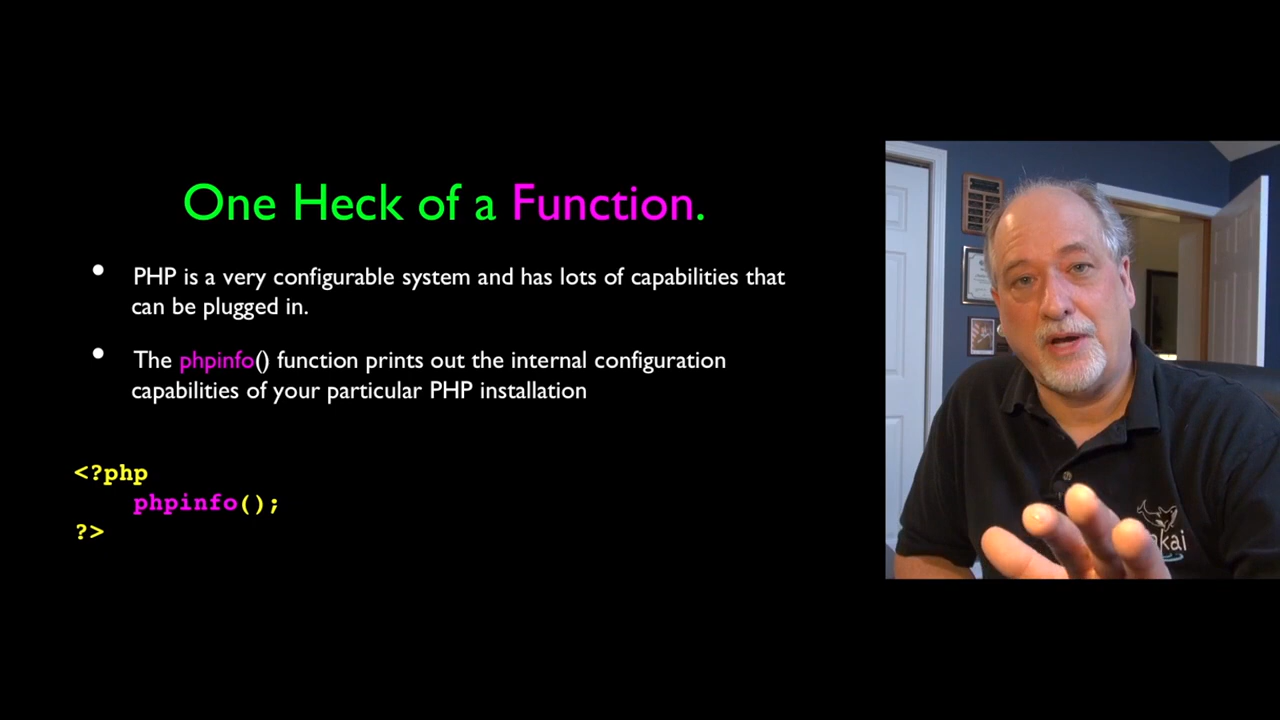 One Heck of a Function.
• PHP is a very configurable system and has lots of capabilities that
can be plugged in.
• The phpinfo() function prints out the internal configuration
capabilities of your particular PHP installation
<?php
phpinfo();
?>